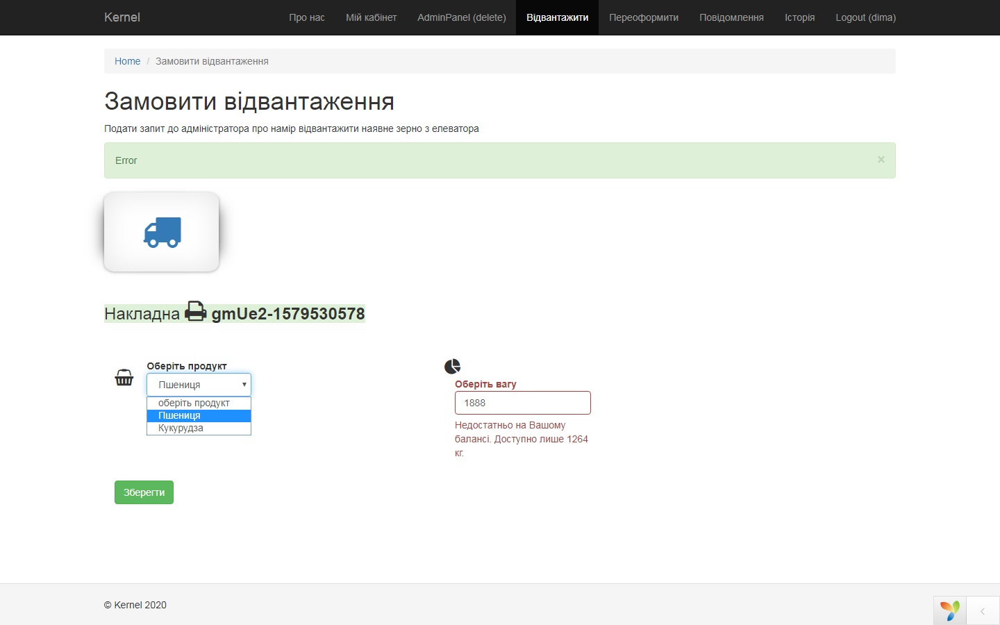 Kernel
Про нас
Мій кабінет
AdminPanel (delete)
Відвантажити
Переоформити
Повідомлення
Історія
Logout (dima)
Home / Замовити відвантаження
Замовити відвантаження
Подати запит до адміністратора про намір відвантажити наявне зерно з елеватора
Error ×
Накладна gmUe2-1579530578
Оберіть продукт
Пшениця
оберіть продукт
Пшениця
Кукурудза
Оберіть вагу
1888
Недостатньо на Вашому
балансі. Доступно лише 1264
кг.
Зберегти
© Kernel 2020